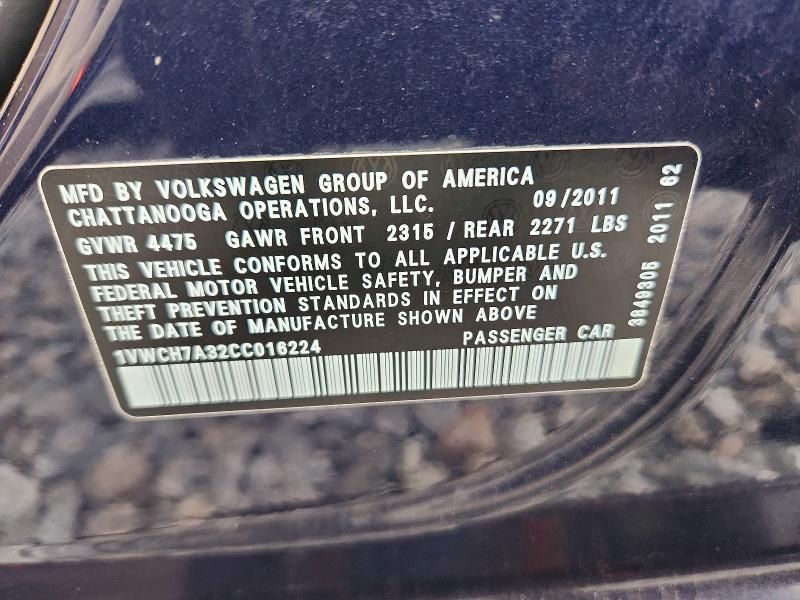 MFD BY VOLKSWAGEN GROUP OF AMERICA
CHATTANOOGA OPERATIONS, LLC. 09/2011
GVWR 4475 GAWR FRONT 2315 / REAR 2271 LBS
THIS VEHICLE CONFORMS TO ALL APPLICABLE U.S.
FEDERAL MOTOR VEHICLE SAFETY, BUMPER AND
THEFT PREVENTION STANDARDS IN EFFECT ON
THE DATE OF MANUFACTURE SHOWN ABOVE
1VWCH7A32CC016224 PASSENGER CAR
3849305 2011 62